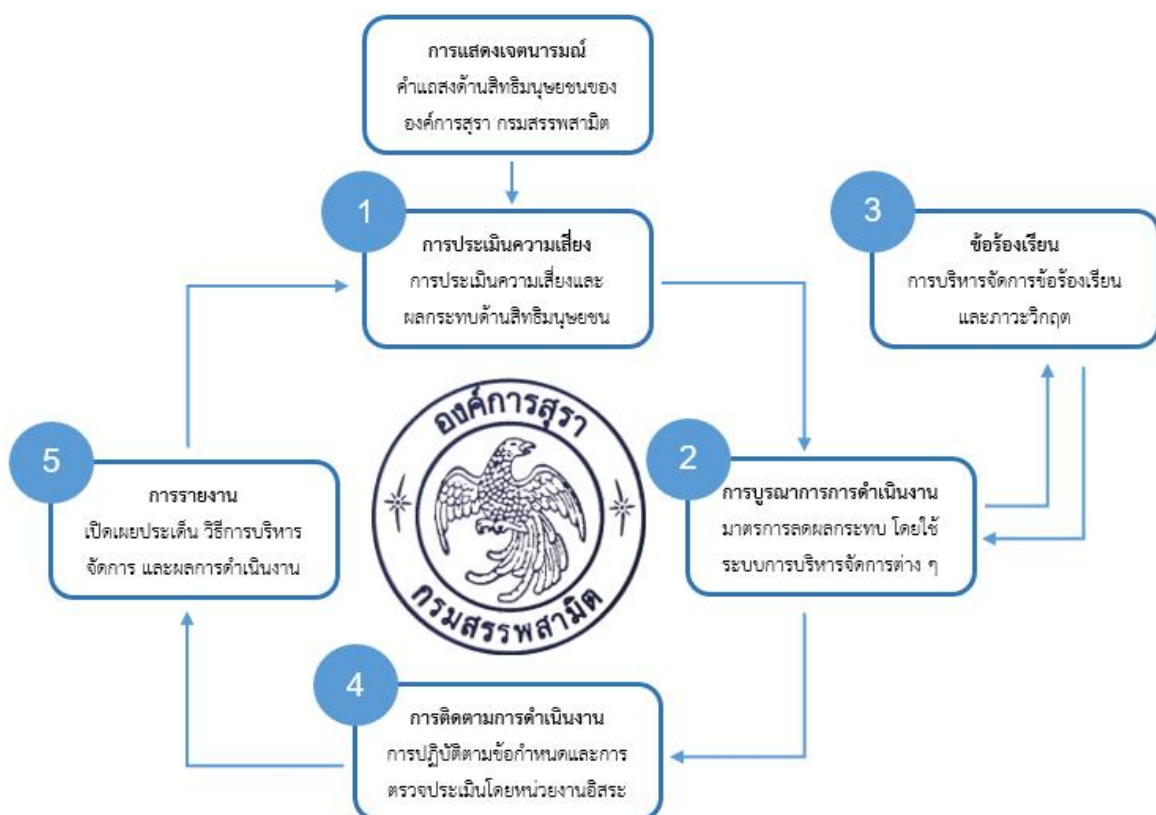 การแสดงเจตนารมณ์
คำแถลงด้านสิทธิมนุษยชนของ
องค์การสุรา กรมสรรพสามิต
1
การประเมินความเสี่ยง
การประเมินความเสี่ยงและ
ผลกระทบด้านสิทธิมนุษยชน
3
ข้อร้องเรียน
การบริหารจัดการข้อร้องเรียน
และภาวะวิกฤต
2
การบูรณาการการดำเนินงาน
มาตรการลดผลกระทบ โดยใช้
ระบบการบริหารจัดการต่าง ๆ
4
การติดตามการดำเนินงาน
การปฏิบัติตามข้อกำหนดและการ
ตรวจประเมินโดยหน่วยงานอิสระ
5
การรายงาน
เปิดเผยประเด็น วิธีการบริหาร
จัดการ และผลการดำเนินงาน
องค์การสุรา
กรมสรรพสามิต